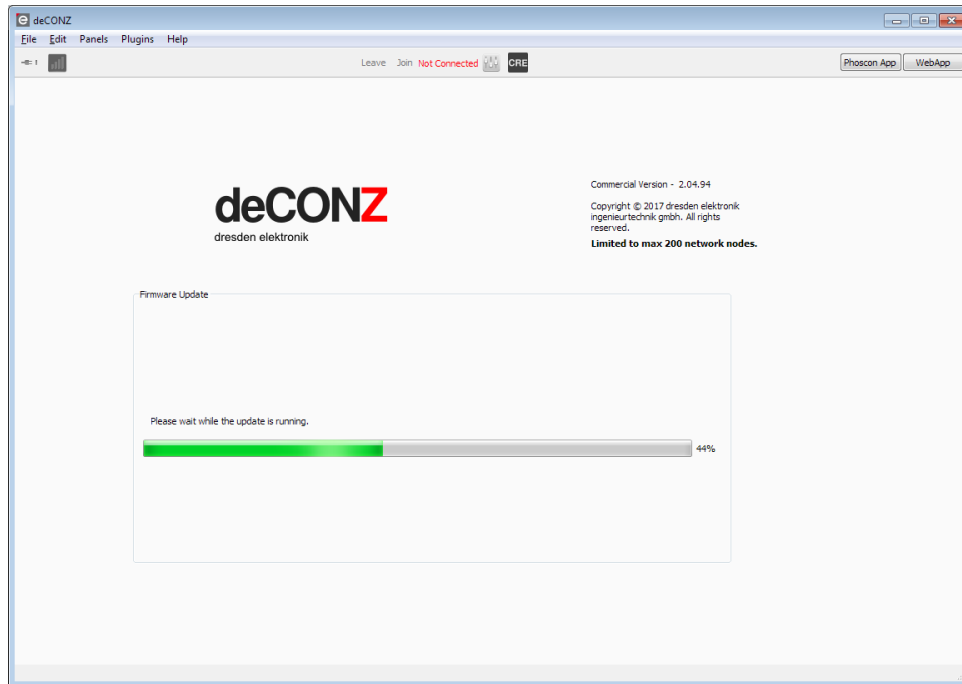 deCONZ
File Edit Panels Plugins Help
Leave Join Not Connected CRE Phoscon App WebApp
deCONZ
dresden elektronik
Commercial Version - 2.04.94
Copyright © 2017 dresden elektronik
ingenieurtechnik gmbh. All rights
reserved.
Limited to max 200 network nodes.
Firmware Update
Please wait while the update is running.
44%